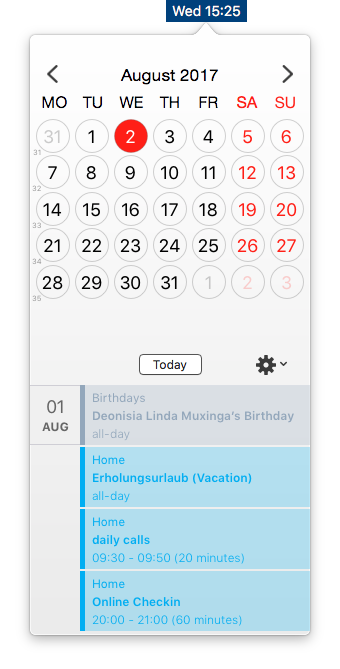 Wed 15:25
August 2017
MO TU WE TH FR SA SU
31 1 2 3 4 5 6
31
7 8 9 10 11 12 13
32
14 15 16 17 18 19 20
33
21 22 23 24 25 26 27
34
28 29 30 31 1 2 3
35
Today
01
AUG
Birthdays
Deonisia Linda Muxinga's Birthday
all-day
Home
Erholungsurlaub (Vacation)
all-day
Home
daily calls
09:30 - 09:50 (20 minutes)
Home
Online Checkin
20:00 - 21:00 (60 minutes)